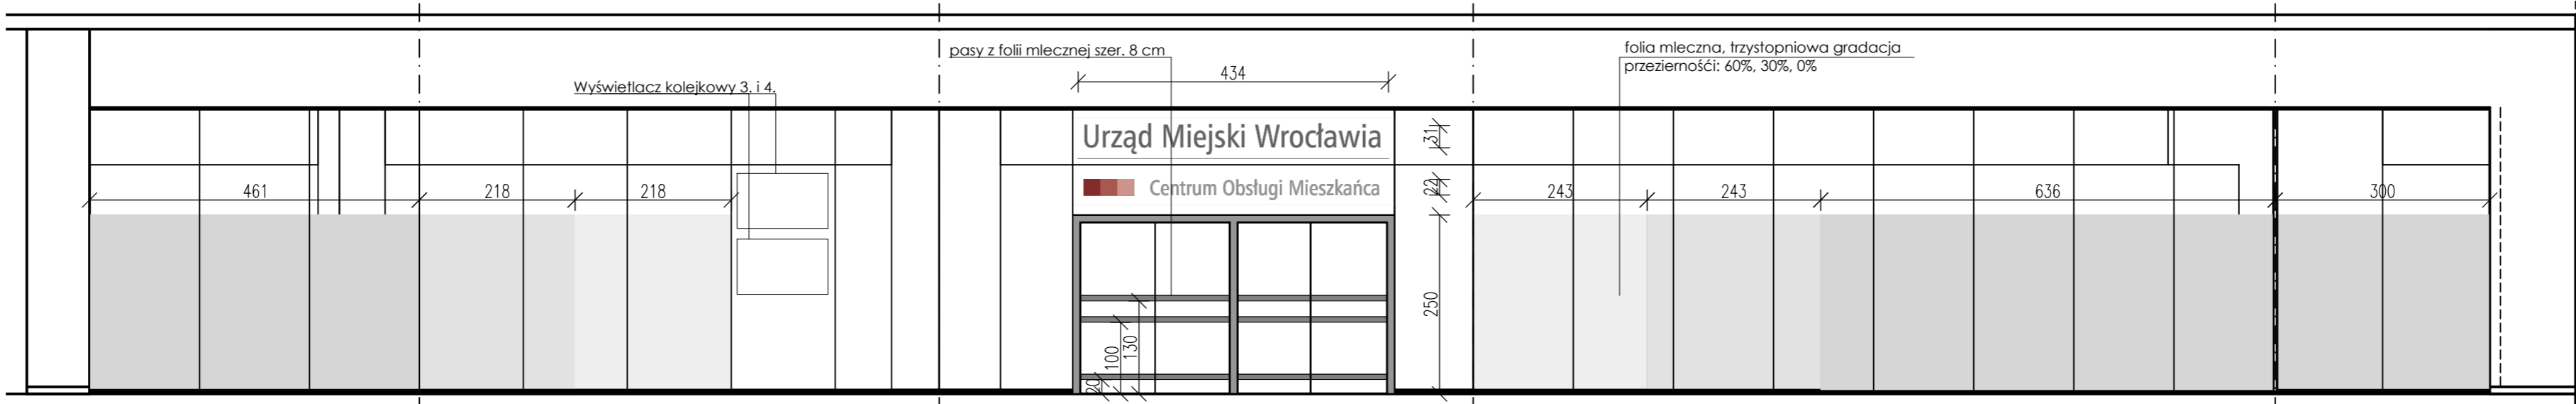 pasy z folii mlecznej szer. 8 cm
folia mleczna, trzystopniowa gradacja
przeziernośći: 60%, 30%, 0%
434
Wyświetlacz kolejkowy 3. i 4.
Urząd Miejski Wrocławia
31
Centrum Obsługi Mieszkańca
22
461
218
218
243
243
636
300
250
130
100
20